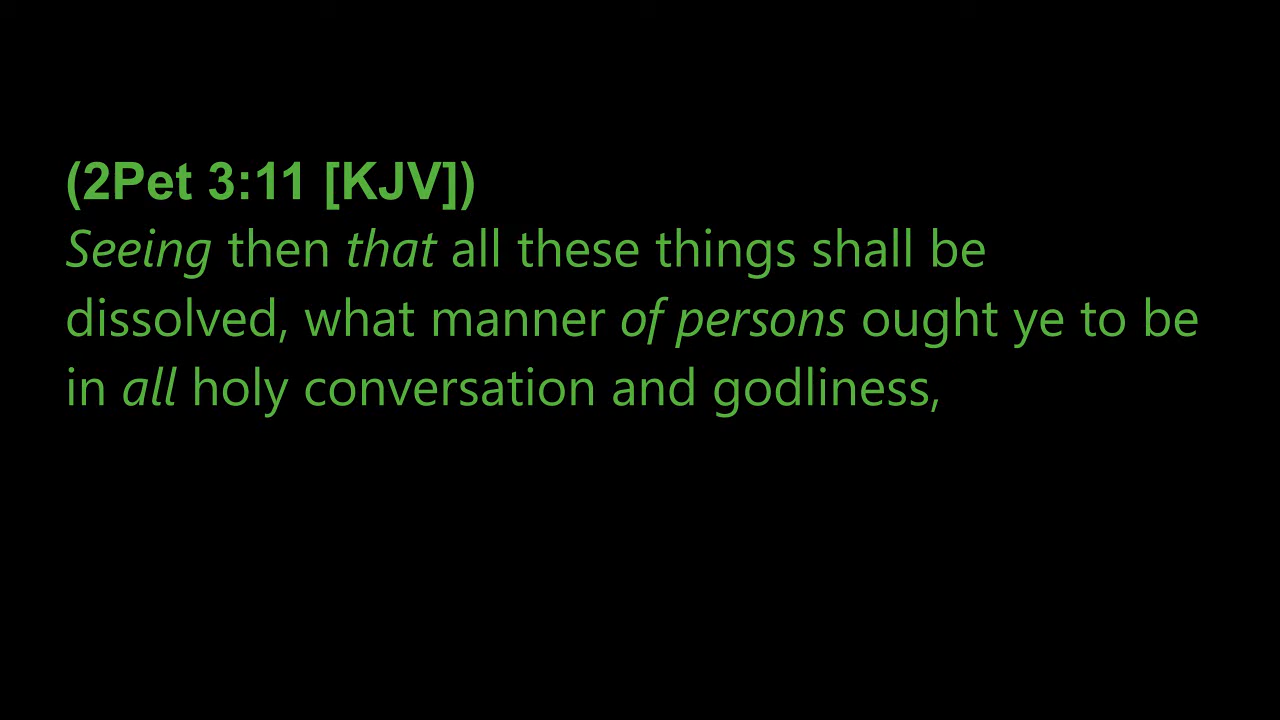 (2Pet 3:11 [KJV])
Seeing then that all these things shall be
dissolved, what manner of persons ought ye to be
in all holy conversation and godliness,